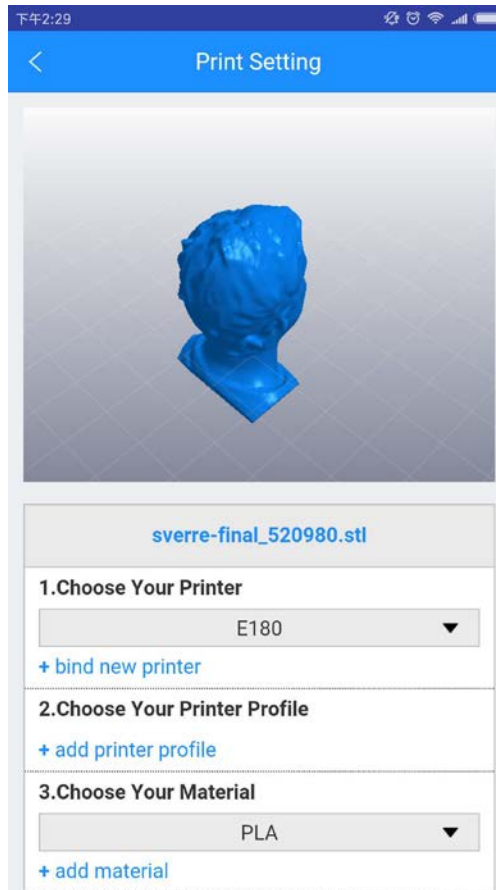 下午2:29
Print Setting
sverre-final_520980.stl
1.Choose Your Printer
E180
+ bind new printer
2.Choose Your Printer Profile
+ add printer profile
3.Choose Your Material
PLA
+ add material